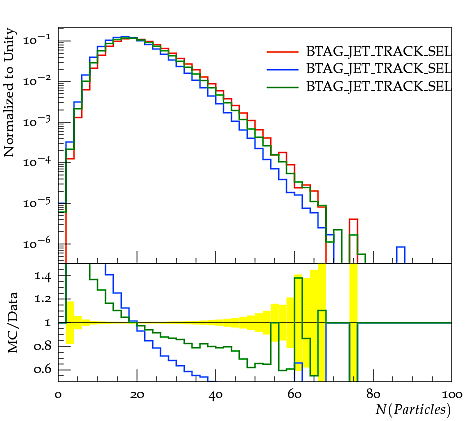 Normalized to Unity
10⁻¹
10⁻²
10⁻³
10⁻⁴
10⁻⁵
10⁻⁶
BTAG_JET_TRACK_SEL
BTAG_JET_TRACK_SEL
BTAG_JET_TRACK_SEL
MC/Data
1.4
1.2
1
0.8
0.6
0 20 40 60 80 100
N(Particles)